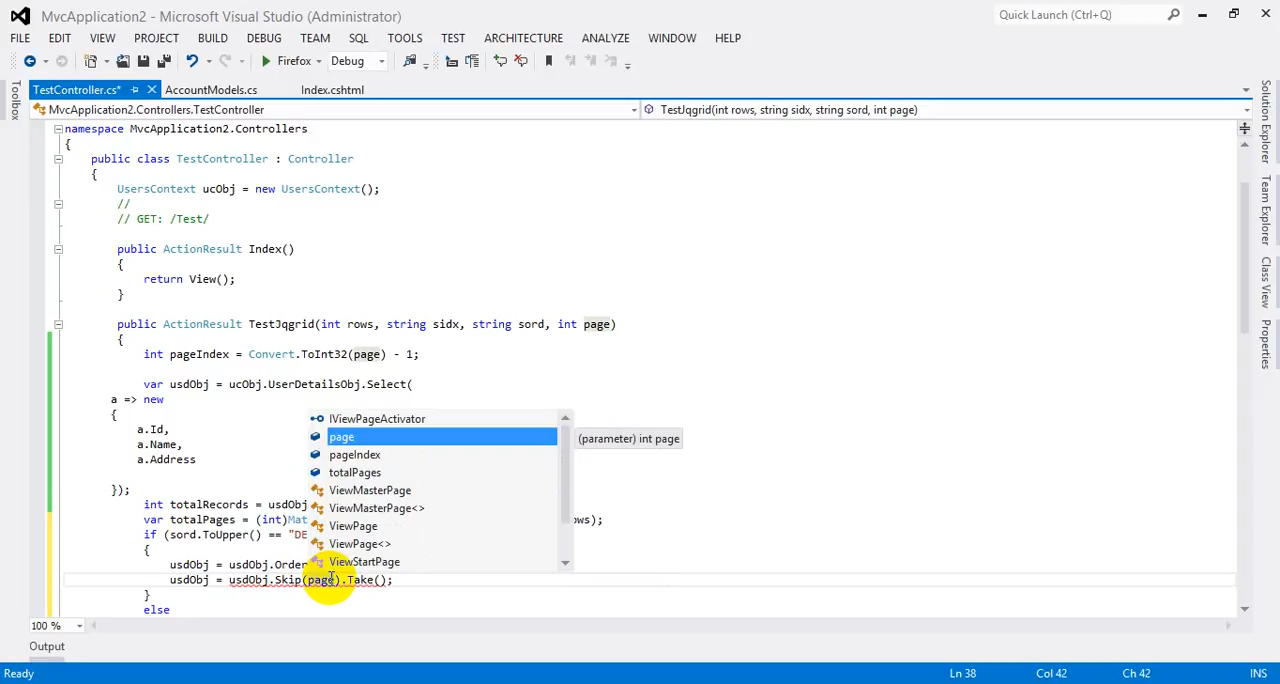 MvcApplication2 - Microsoft Visual Studio (Administrator)
Quick Launch (Ctrl+Q)
FILE EDIT VIEW PROJECT BUILD DEBUG TEAM SQL TOOLS TEST ARCHITECTURE ANALYZE WINDOW HELP
Firefox Debug
TestController.cs* AccountModels.cs Index.cshtml
MvcApplication2.Controllers.TestController
TestJqgrid(int rows, string sidx, string sord, int page)
Toolbox
Solution Explorer
Team Explorer
Class View
Properties
namespace MvcApplication2.Controllers
{
public class TestController : Controller
{
UsersContext ucObj = new UsersContext();
//
// GET: /Test/
public ActionResult Index()
{
return View();
}
public ActionResult TestJqgrid(int rows, string sidx, string sord, int page)
{
int pageIndex = Convert.ToInt32(page) - 1;
var usdObj = ucObj.UserDetailsObj.Select(
a => new
{
a.Id,
a.Name,
a.Address
});
int totalRecords = usdObj
var totalPages = (int)Mat ows);
if (sord.ToUpper() == "DE
{
usdObj = usdObj.Order
usdObj = usdObj.Skip(page).Take();
}
else
IViewPageActivator
page
(parameter) int page
pageIndex
totalPages
ViewMasterPage
ViewMasterPage<>
ViewPage
ViewPage<>
ViewStartPage
100 %
Output
Ready Ln 38 Col 42 Ch 42 INS